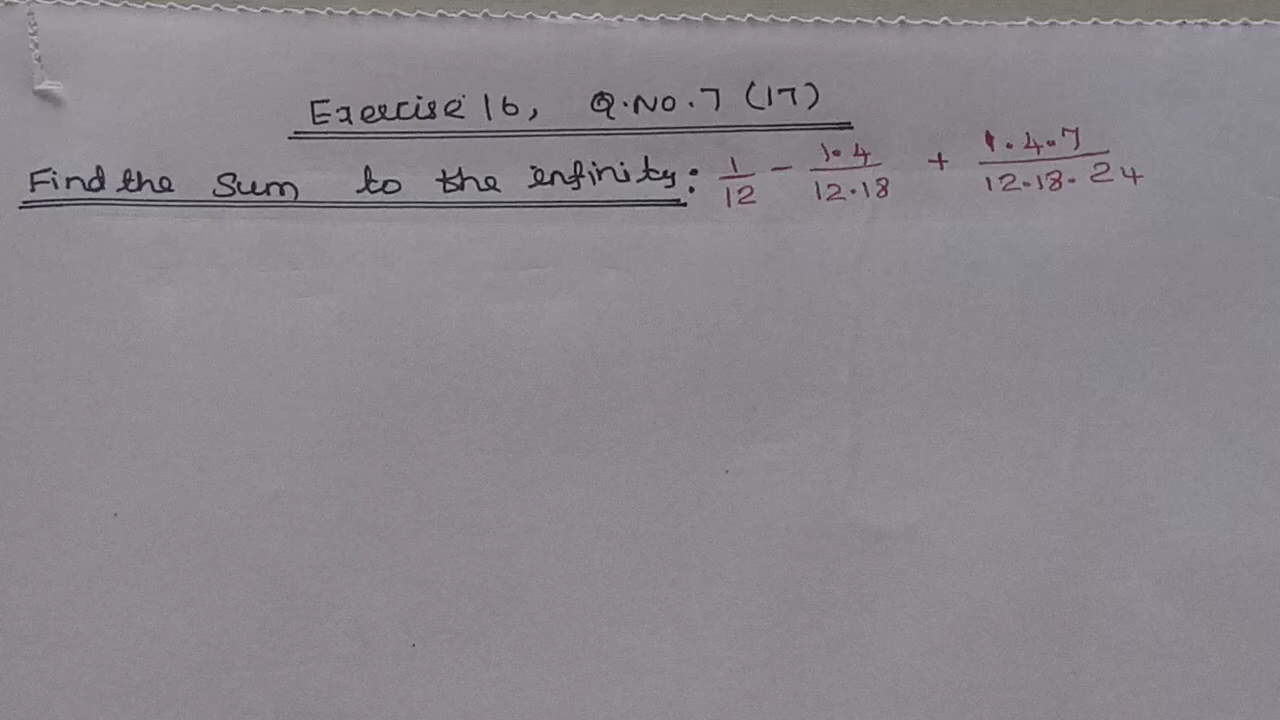 Exercise 16, Q.No.7 (17)
Find the Sum to the infinity: 1/12 - 1.4/12.18 + 1.4.7/12.18.24